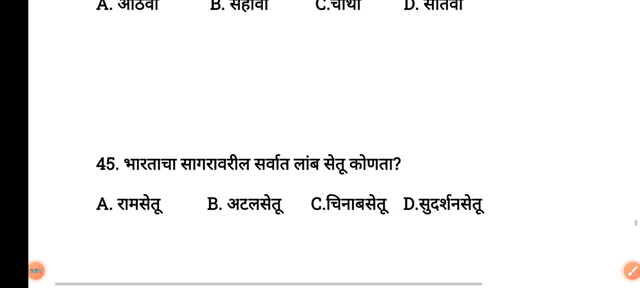 A. आठवा B. सहावा C.चौथा D. सातवा
45. भारताचा सागरावरील सर्वात लांब सेतू कोणता?
A. रामसेतू B. अटलसेतू C.चिनाबसेतू D.सुदर्शनसेतू